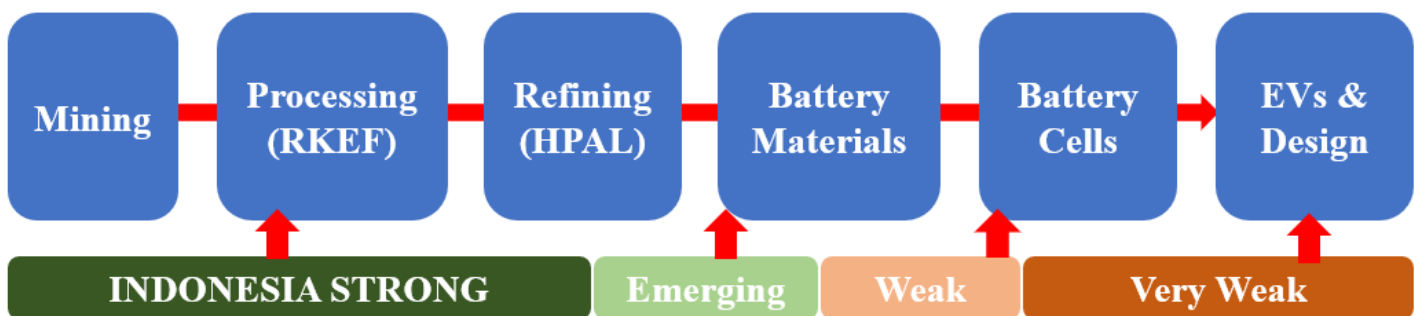 Mining
Processing
(RKEF)
Refining
(HPAL)
Battery
Materials
Battery
Cells
EVs &
Design
INDONESIA STRONG
Emerging
Weak
Very Weak